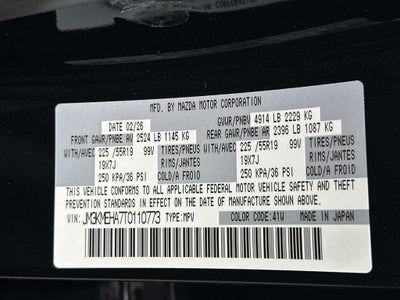 MFD. BY MAZDA MOTOR CORPORATION
DATE 02/26 GVWR/PNBV 4914 LB 2229 KG
FRONT GAWR/PNBE AV 2524 LB 1145 KG REAR GAWR/PNBE AR 2396 LB 1087 KG
WITH/AVEC 225 /55R19 99V TIRES/PNEUS WITH/AVEC 225 /55R19 99V TIRES/PNEUS
19X7J RIMS/JANTES 19X7J RIMS/JANTES
250 KPA/36 PSI COLD/A FROID 250 KPA/36 PSI COLD/A FROID
THIS VEHICLE CONFORMS TO ALL APPLICABLE FEDERAL MOTOR VEHICLE SAFETY, BUMPER,
AND THEFT PREVENTION STANDARDS IN EFFECT ON THE DATE OF MANUFACTURE SHOWN ABOVE.
VIN: JM3KMEHA7T0110773 TYPE: MPV COLOR CODE: 41W MADE IN JAPAN